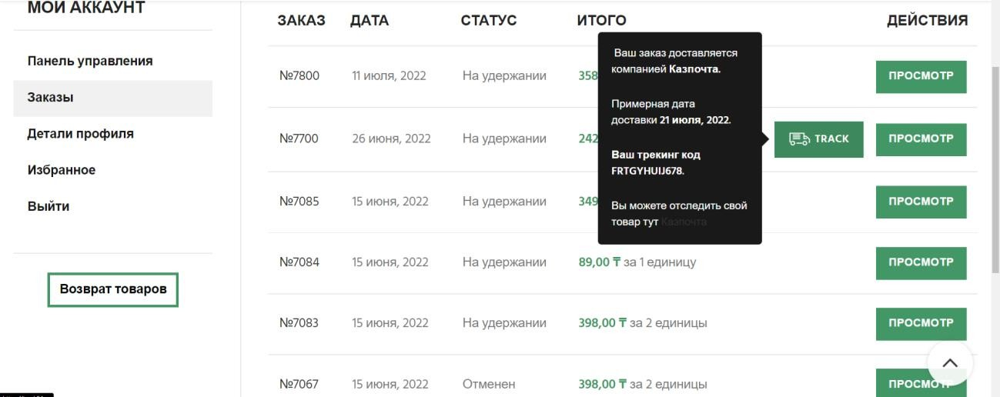 МОЙ АККАУНТ
Панель управления
Заказы
Детали профиля
Избранное
Выйти
Возврат товаров
ЗАКАЗ ДАТА СТАТУС ИТОГО ДЕЙСТВИЯ
№7800 11 июля, 2022 На удержании 358 ПРОСМОТР
№7700 26 июня, 2022 На удержании 242 TRACK ПРОСМОТР
№7085 15 июня, 2022 На удержании 349 ПРОСМОТР
№7084 15 июня, 2022 На удержании 89,00 ₸ за 1 единицу ПРОСМОТР
№7083 15 июня, 2022 На удержании 398,00 ₸ за 2 единицы ПРОСМОТР
№7067 15 июня, 2022 Отменен 398,00 ₸ за 2 единицы ПРОСМОТР
Ваш заказ доставляется
компанией Казпочта.
Примерная дата
доставки 21 июля, 2022.
Ваш трекинг код
FRTGYHUIJ678.
Вы можете отследить свой
товар тут Казпочта